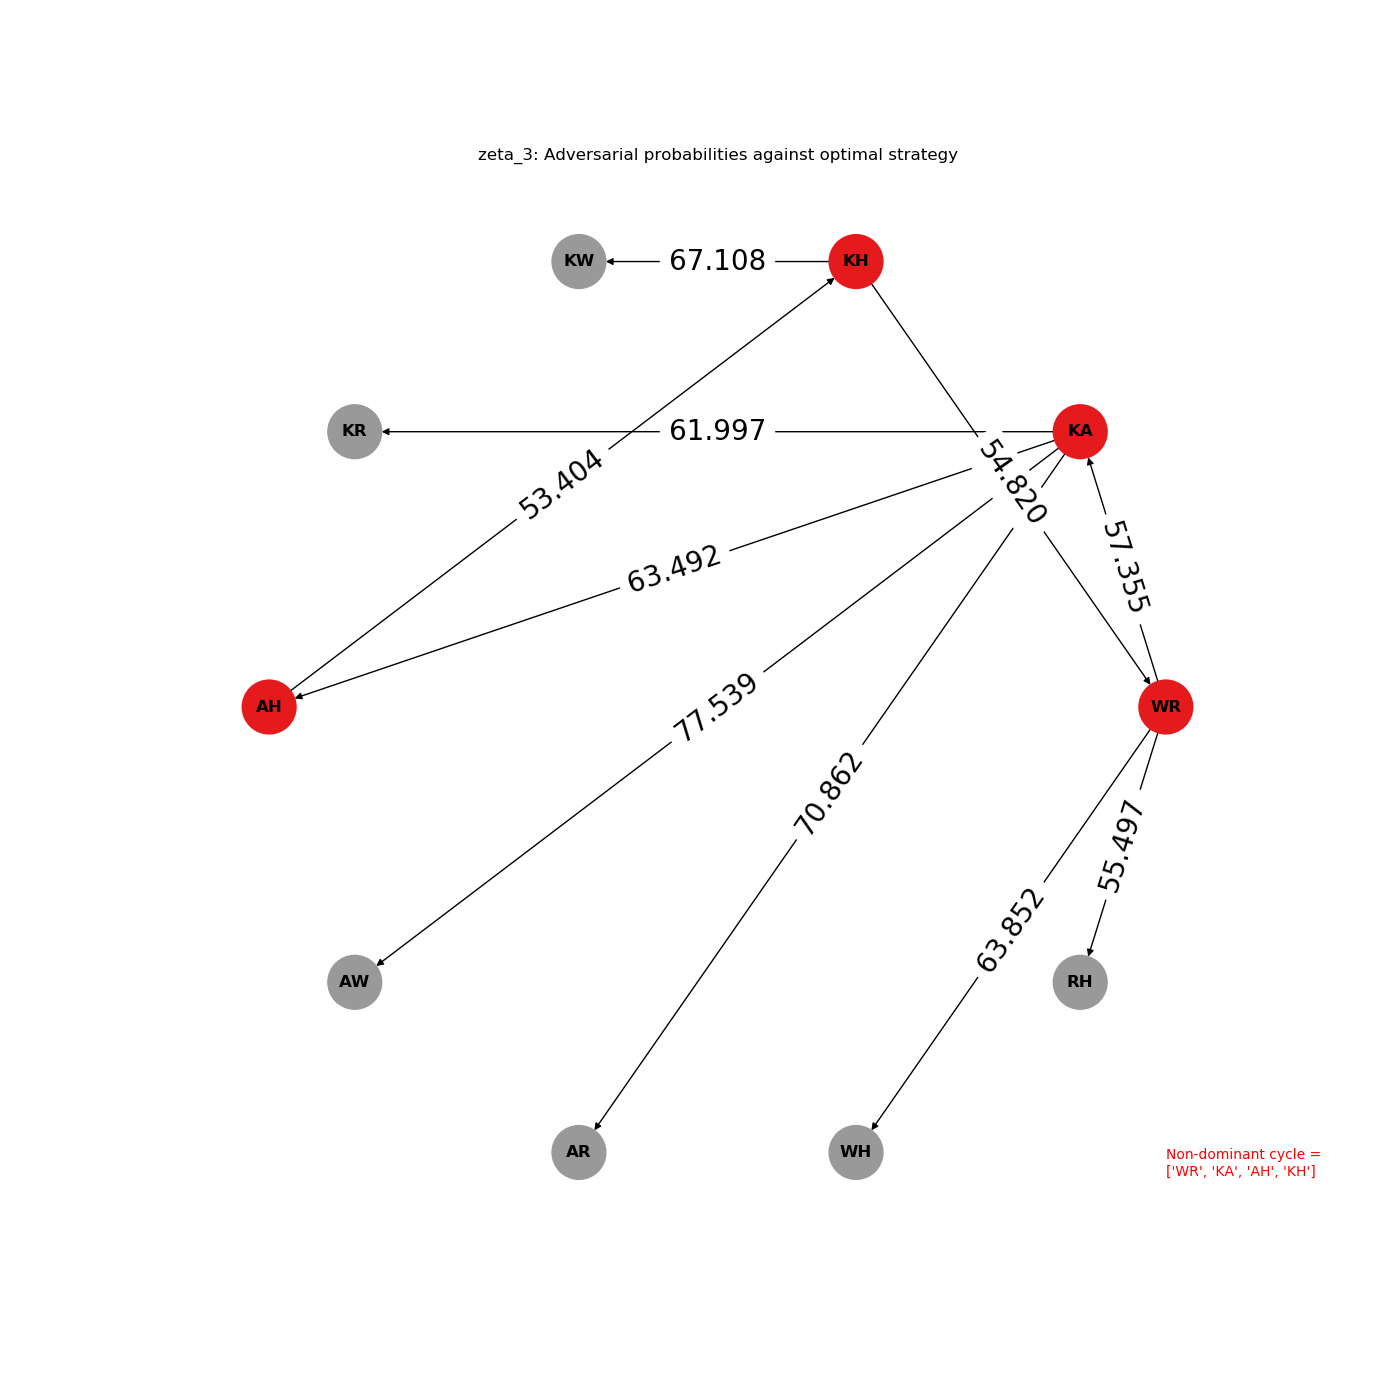 zeta_3: Adversarial probabilities against optimal strategy
KW
67.108
KH
KR
61.997
KA
54.820
53.404
63.492
57.355
AH
77.539
WR
70.862
55.497
63.852
AW
RH
AR
WH
Non-dominant cycle =
['WR', 'KA', 'AH', 'KH']